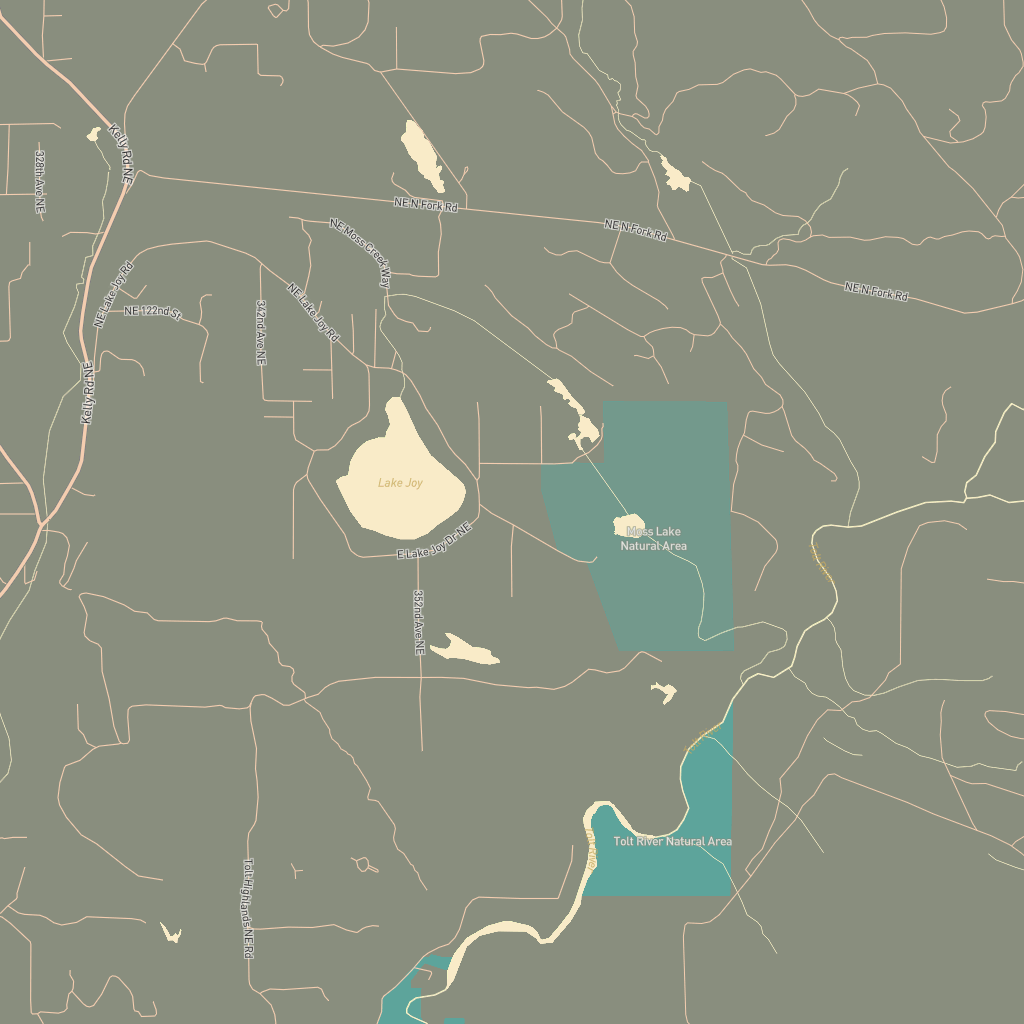 Kelly Rd NE
328th Ave NE
NE N Fork Rd
NE N Fork Rd
NE Moss Creek Way
NE Lake Joy Rd
NE N Fork Rd
NE Lake Joy Rd
NE 122nd St
342nd Ave NE
Kelly Rd NE
Lake Joy
Moss Lake
Natural Area
E Lake Joy Dr NE
352nd Ave NE
Tolt River Natural Area
Tolt Highlands NE Rd